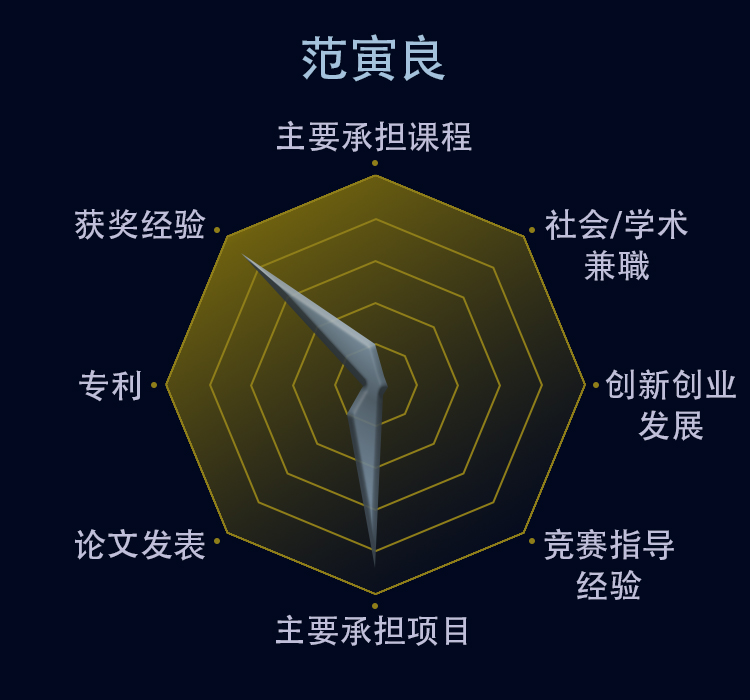 范寅良
主要承担课程
获奖经验
社会/学术
兼職
专利
创新创业
发展
论文发表
竞赛指导
经验
主要承担项目